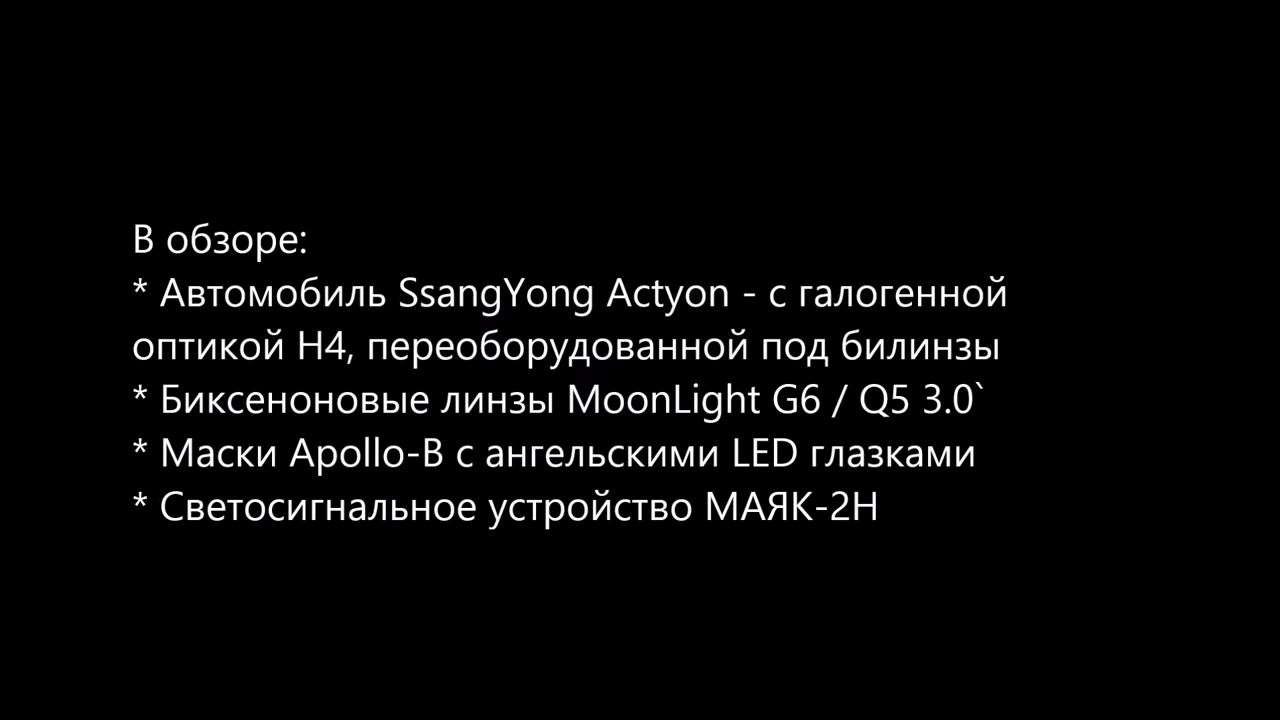 В обзоре:
* Автомобиль SsangYong Actyon - с галогенной
оптикой H4, переоборудованной под билинзы
* Биксеноновые линзы MoonLight G6 / Q5 3.0`
* Маски Apollo-B с ангельскими LED глазками
* Светосигнальное устройство МАЯК-2Н